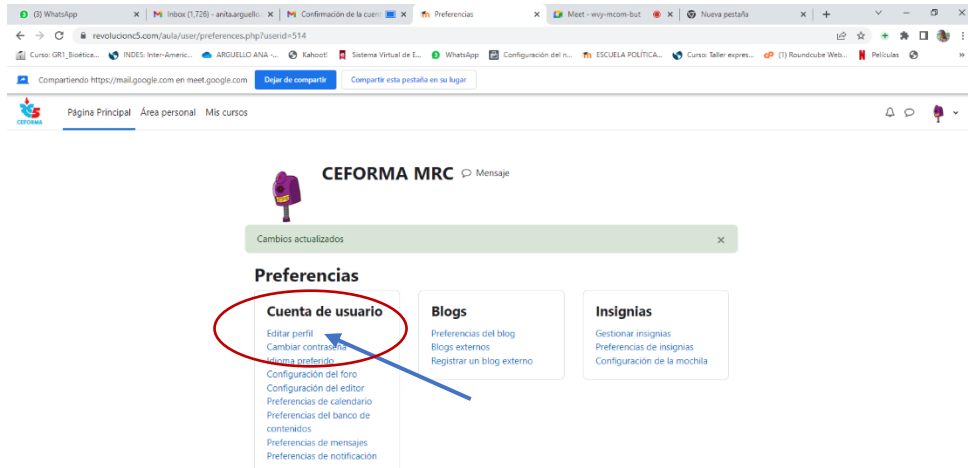 (3) WhatsApp
Inbox (1,726) - anitaa.arguello
Confirmación de la cuent
Preferencias
Meet - wvy-mcom-but
Nueva pestaña
revolucionc5.com/aula/user/preferences.php?userid=514
Curso: GR1_Bioética...
INDES: Inter-Americ...
ARGUELLO ANA -...
Kahoot!
Sistema Virtual de E...
WhatsApp
Configuración del n...
ESCUELA POLÍTICA...
Curso: Taller expres...
(1) Roundcube Web...
Películas
»
Compartiendo https://mail.google.com en meet.google.com
Dejar de compartir
Compartir esta pestaña en su lugar
CEFORMA
Página Principal Área personal Mis cursos
CEFORMA MRC Mensaje
Cambios actualizados
Preferencias
Cuenta de usuario
Editar perfil
Cambiar contraseña
Idioma preferido
Configuración del foro
Configuración del editor
Preferencias de calendario
Preferencias del banco de
contenidos
Preferencias de mensajes
Preferencias de notificación
Blogs
Preferencias del blog
Blogs externos
Registrar un blog externo
Insignias
Gestionar insignias
Preferencias de insignias
Configuración de la mochila